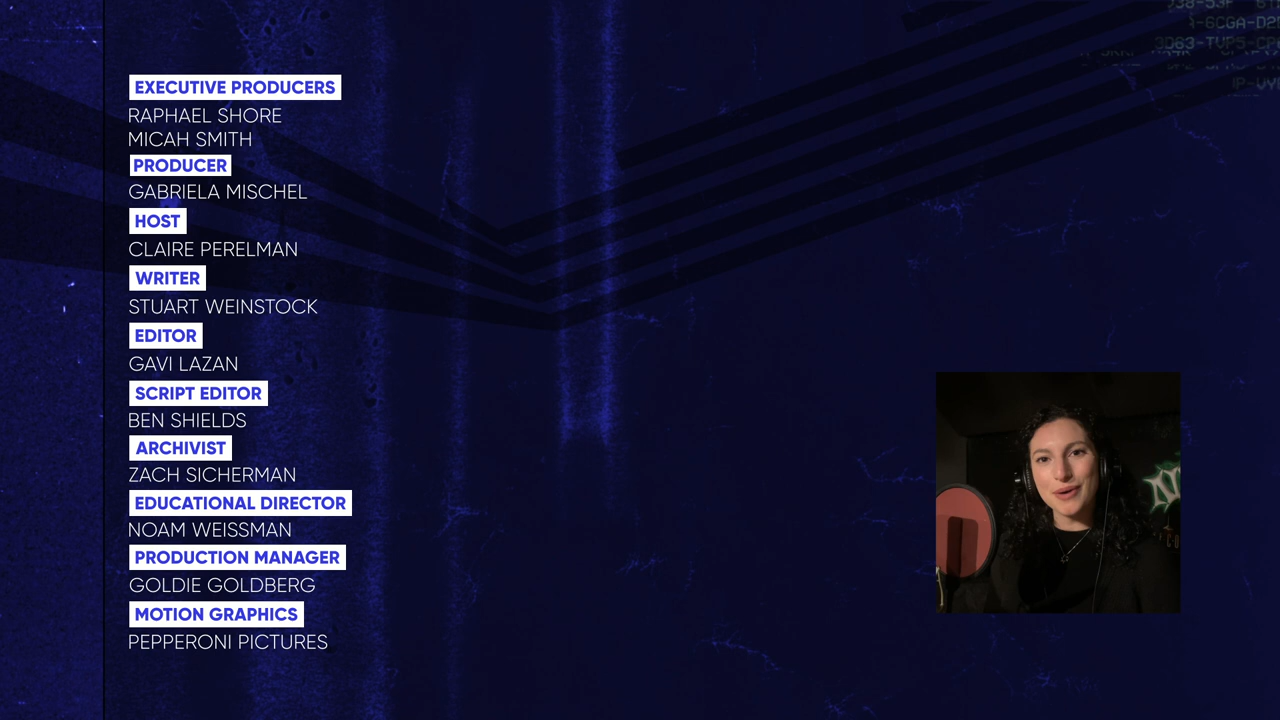 EXECUTIVE PRODUCERS
RAPHAEL SHORE
MICAH SMITH
PRODUCER
GABRIELA MISCHEL
HOST
CLAIRE PERELMAN
WRITER
STUART WEINSTOCK
EDITOR
GAVI LAZAN
SCRIPT EDITOR
BEN SHIELDS
ARCHIVIST
ZACH SICHERMAN
EDUCATIONAL DIRECTOR
NOAM WEISSMAN
PRODUCTION MANAGER
GOLDIE GOLDBERG
MOTION GRAPHICS
PEPPERONI PICTURES